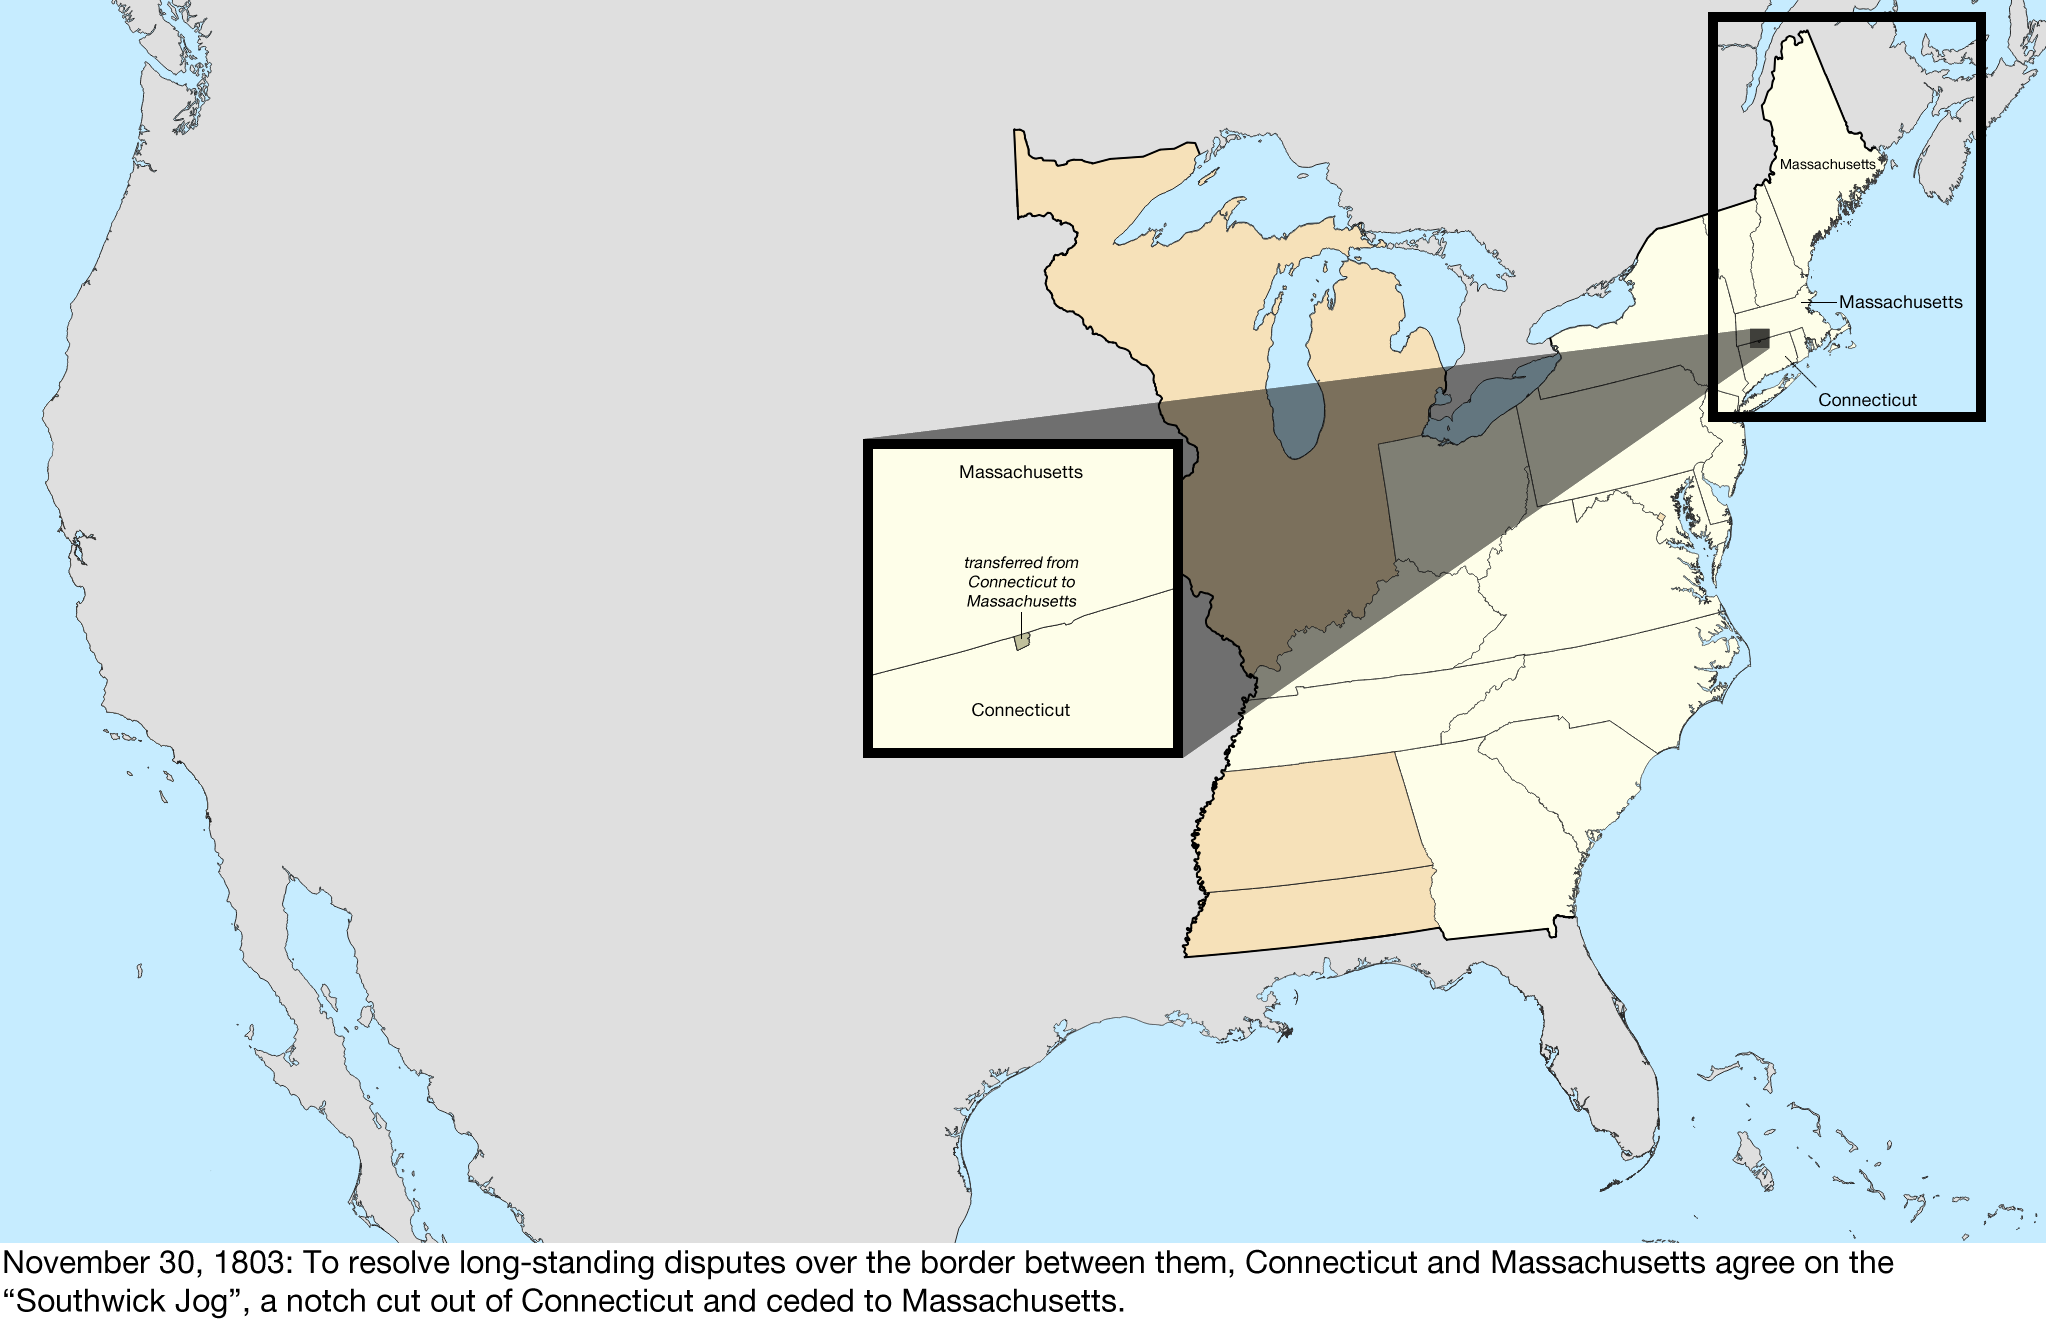 Massachusetts
Massachusetts
Connecticut
Massachusetts
transferred from
Connecticut to
Massachusetts
Connecticut
November 30, 1803: To resolve long-standing disputes over the border between them, Connecticut and Massachusetts agree on the
“Southwick Jog”, a notch cut out of Connecticut and ceded to Massachusetts.